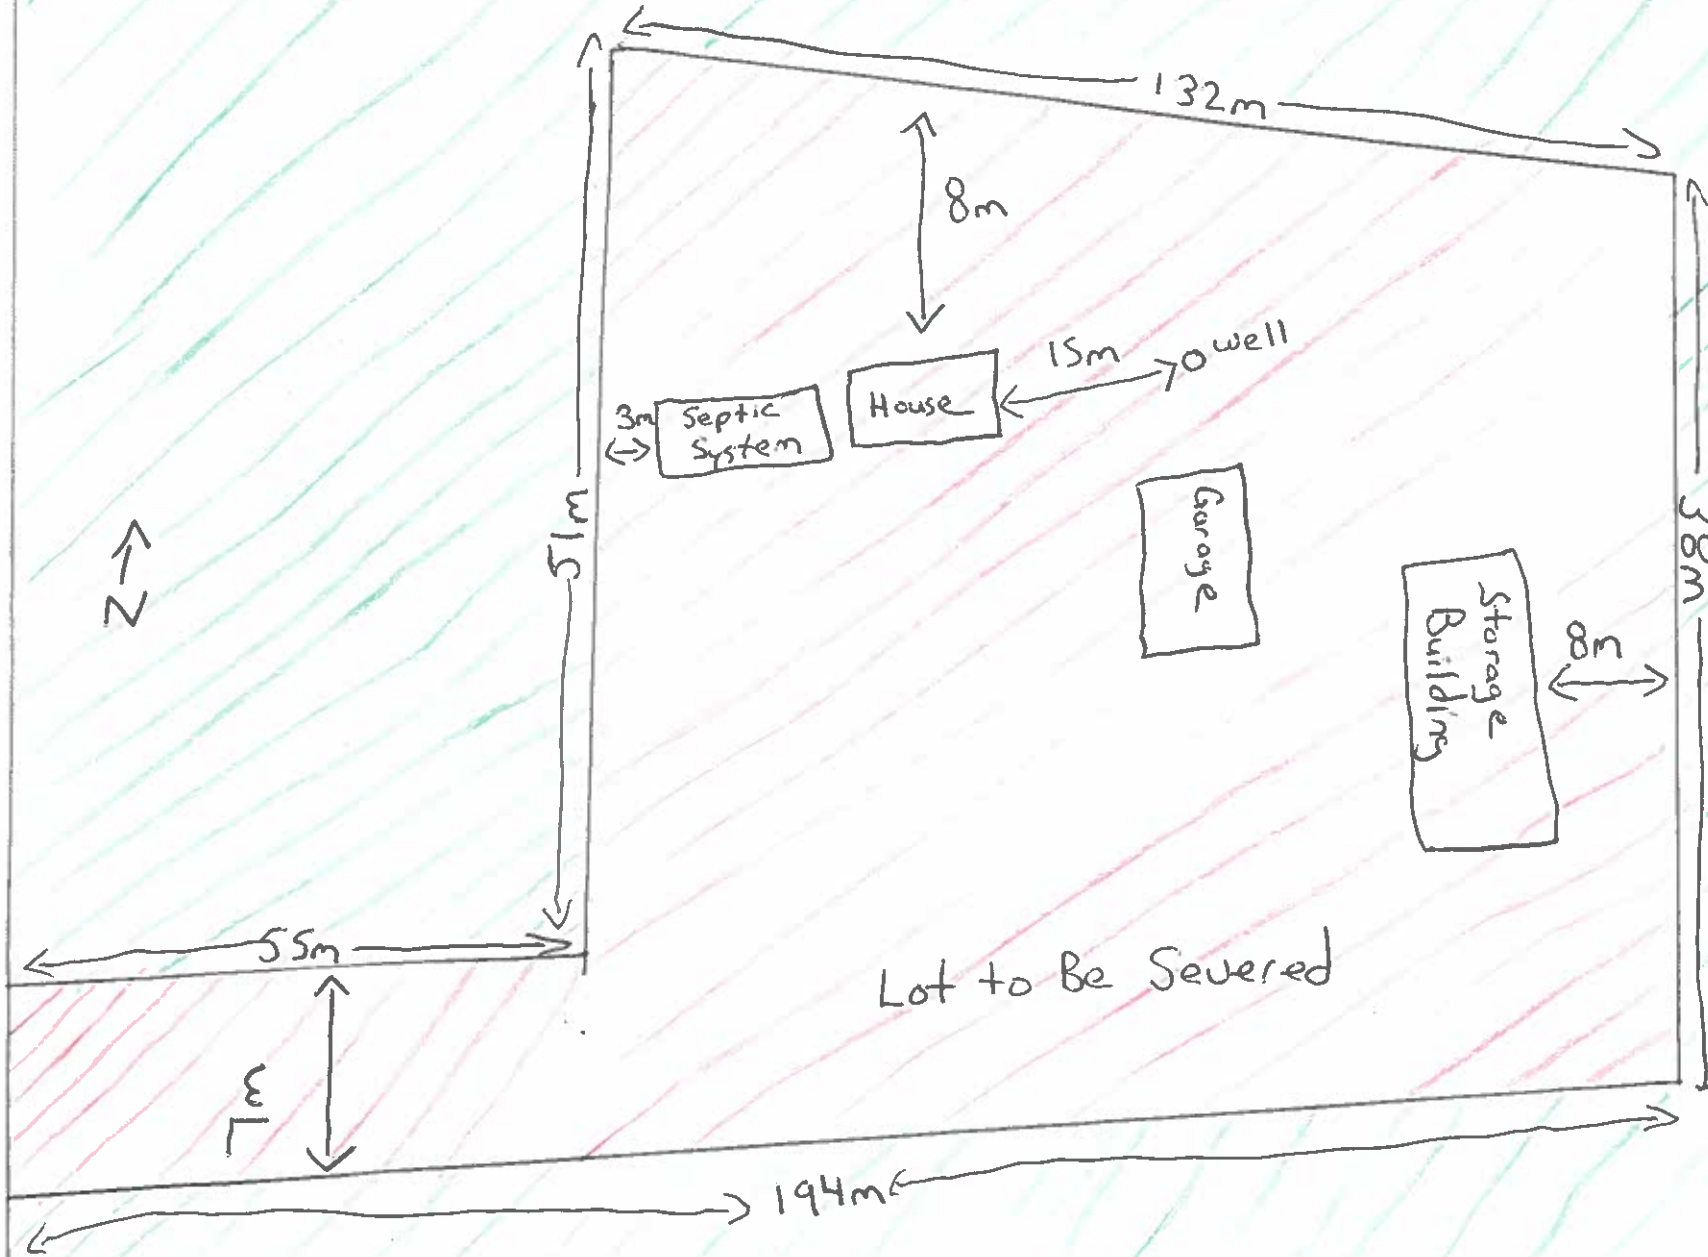 132m
8m
15m
well
House
3m
Septic
System
51m
Garage
38m
Storage
Building
8m
N
55m
7m
Lot to Be Severed
194m